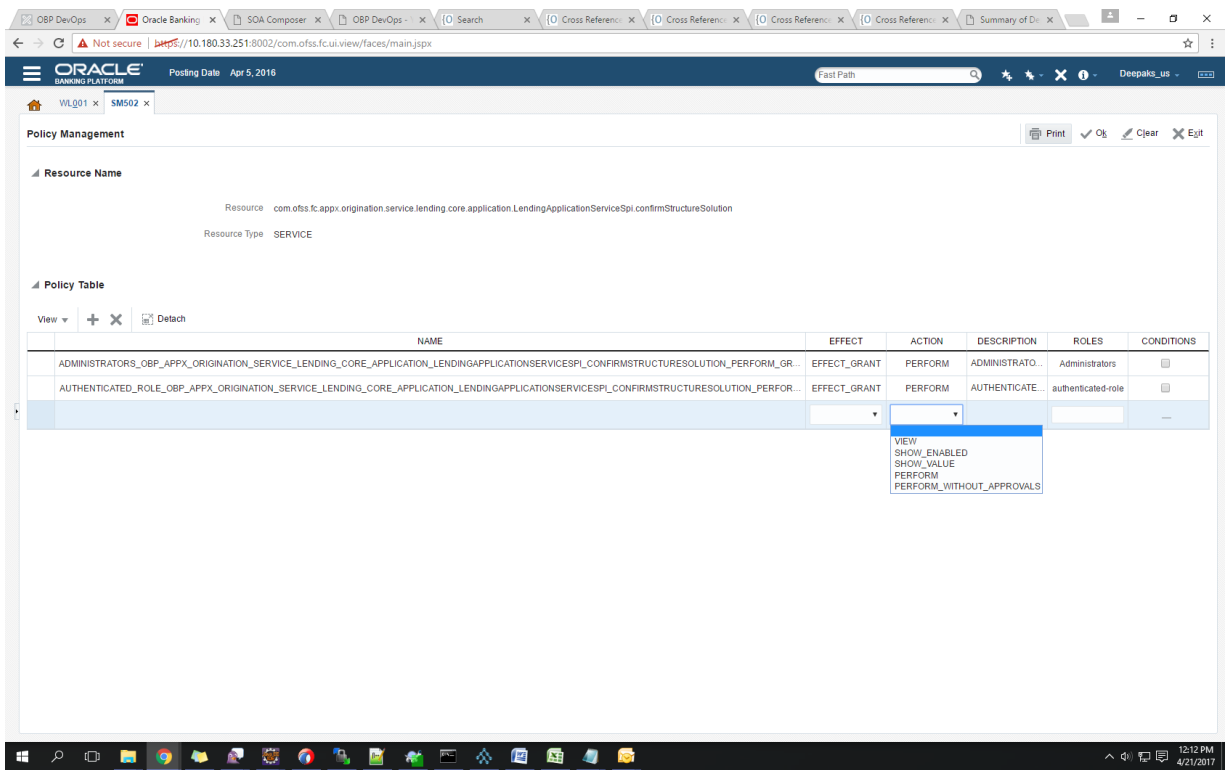 OBP DevOps × Oracle Banking × SOA Composer × OBP DevOps - × {O Search × {O Cross Reference × {O Cross Reference × {O Cross Reference × {O Cross Reference × Summary of De ×
Not secure | https://10.180.33.251:8002/com.ofss.fc.ui.view/faces/main.jspx
ORACLE Posting Date Apr 5, 2016 Fast Path Deepaks_us
BANKING PLATFORM
WL001 × SM502 ×
Policy Management Print Ok Clear Exit
Resource Name
Resource com.ofss.fc.appx.origination.service.lending.core.application.LendingApplicationServiceSpi.confirmStructureSolution
Resource Type SERVICE
Policy Table
View Detach
NAME EFFECT ACTION DESCRIPTION ROLES CONDITIONS
ADMINISTRATORS_OBP_APPX_ORIGINATION_SERVICE_LENDING_CORE_APPLICATION_LENDINGAPPLICATIONSERVICESPI_CONFIRMSTRUCTURESOLUTION_PERFORM_GR... EFFECT_GRANT PERFORM ADMINISTRATO... Administrators
AUTHENTICATED_ROLE_OBP_APPX_ORIGINATION_SERVICE_LENDING_CORE_APPLICATION_LENDINGAPPLICATIONSERVICESPI_CONFIRMSTRUCTURESOLUTION_PERFOR... EFFECT_GRANT PERFORM AUTHENTICATE... authenticated-role
VIEW
SHOW_ENABLED
SHOW_VALUE
PERFORM
PERFORM_WITHOUT_APPROVALS
12:12 PM
4/21/2017